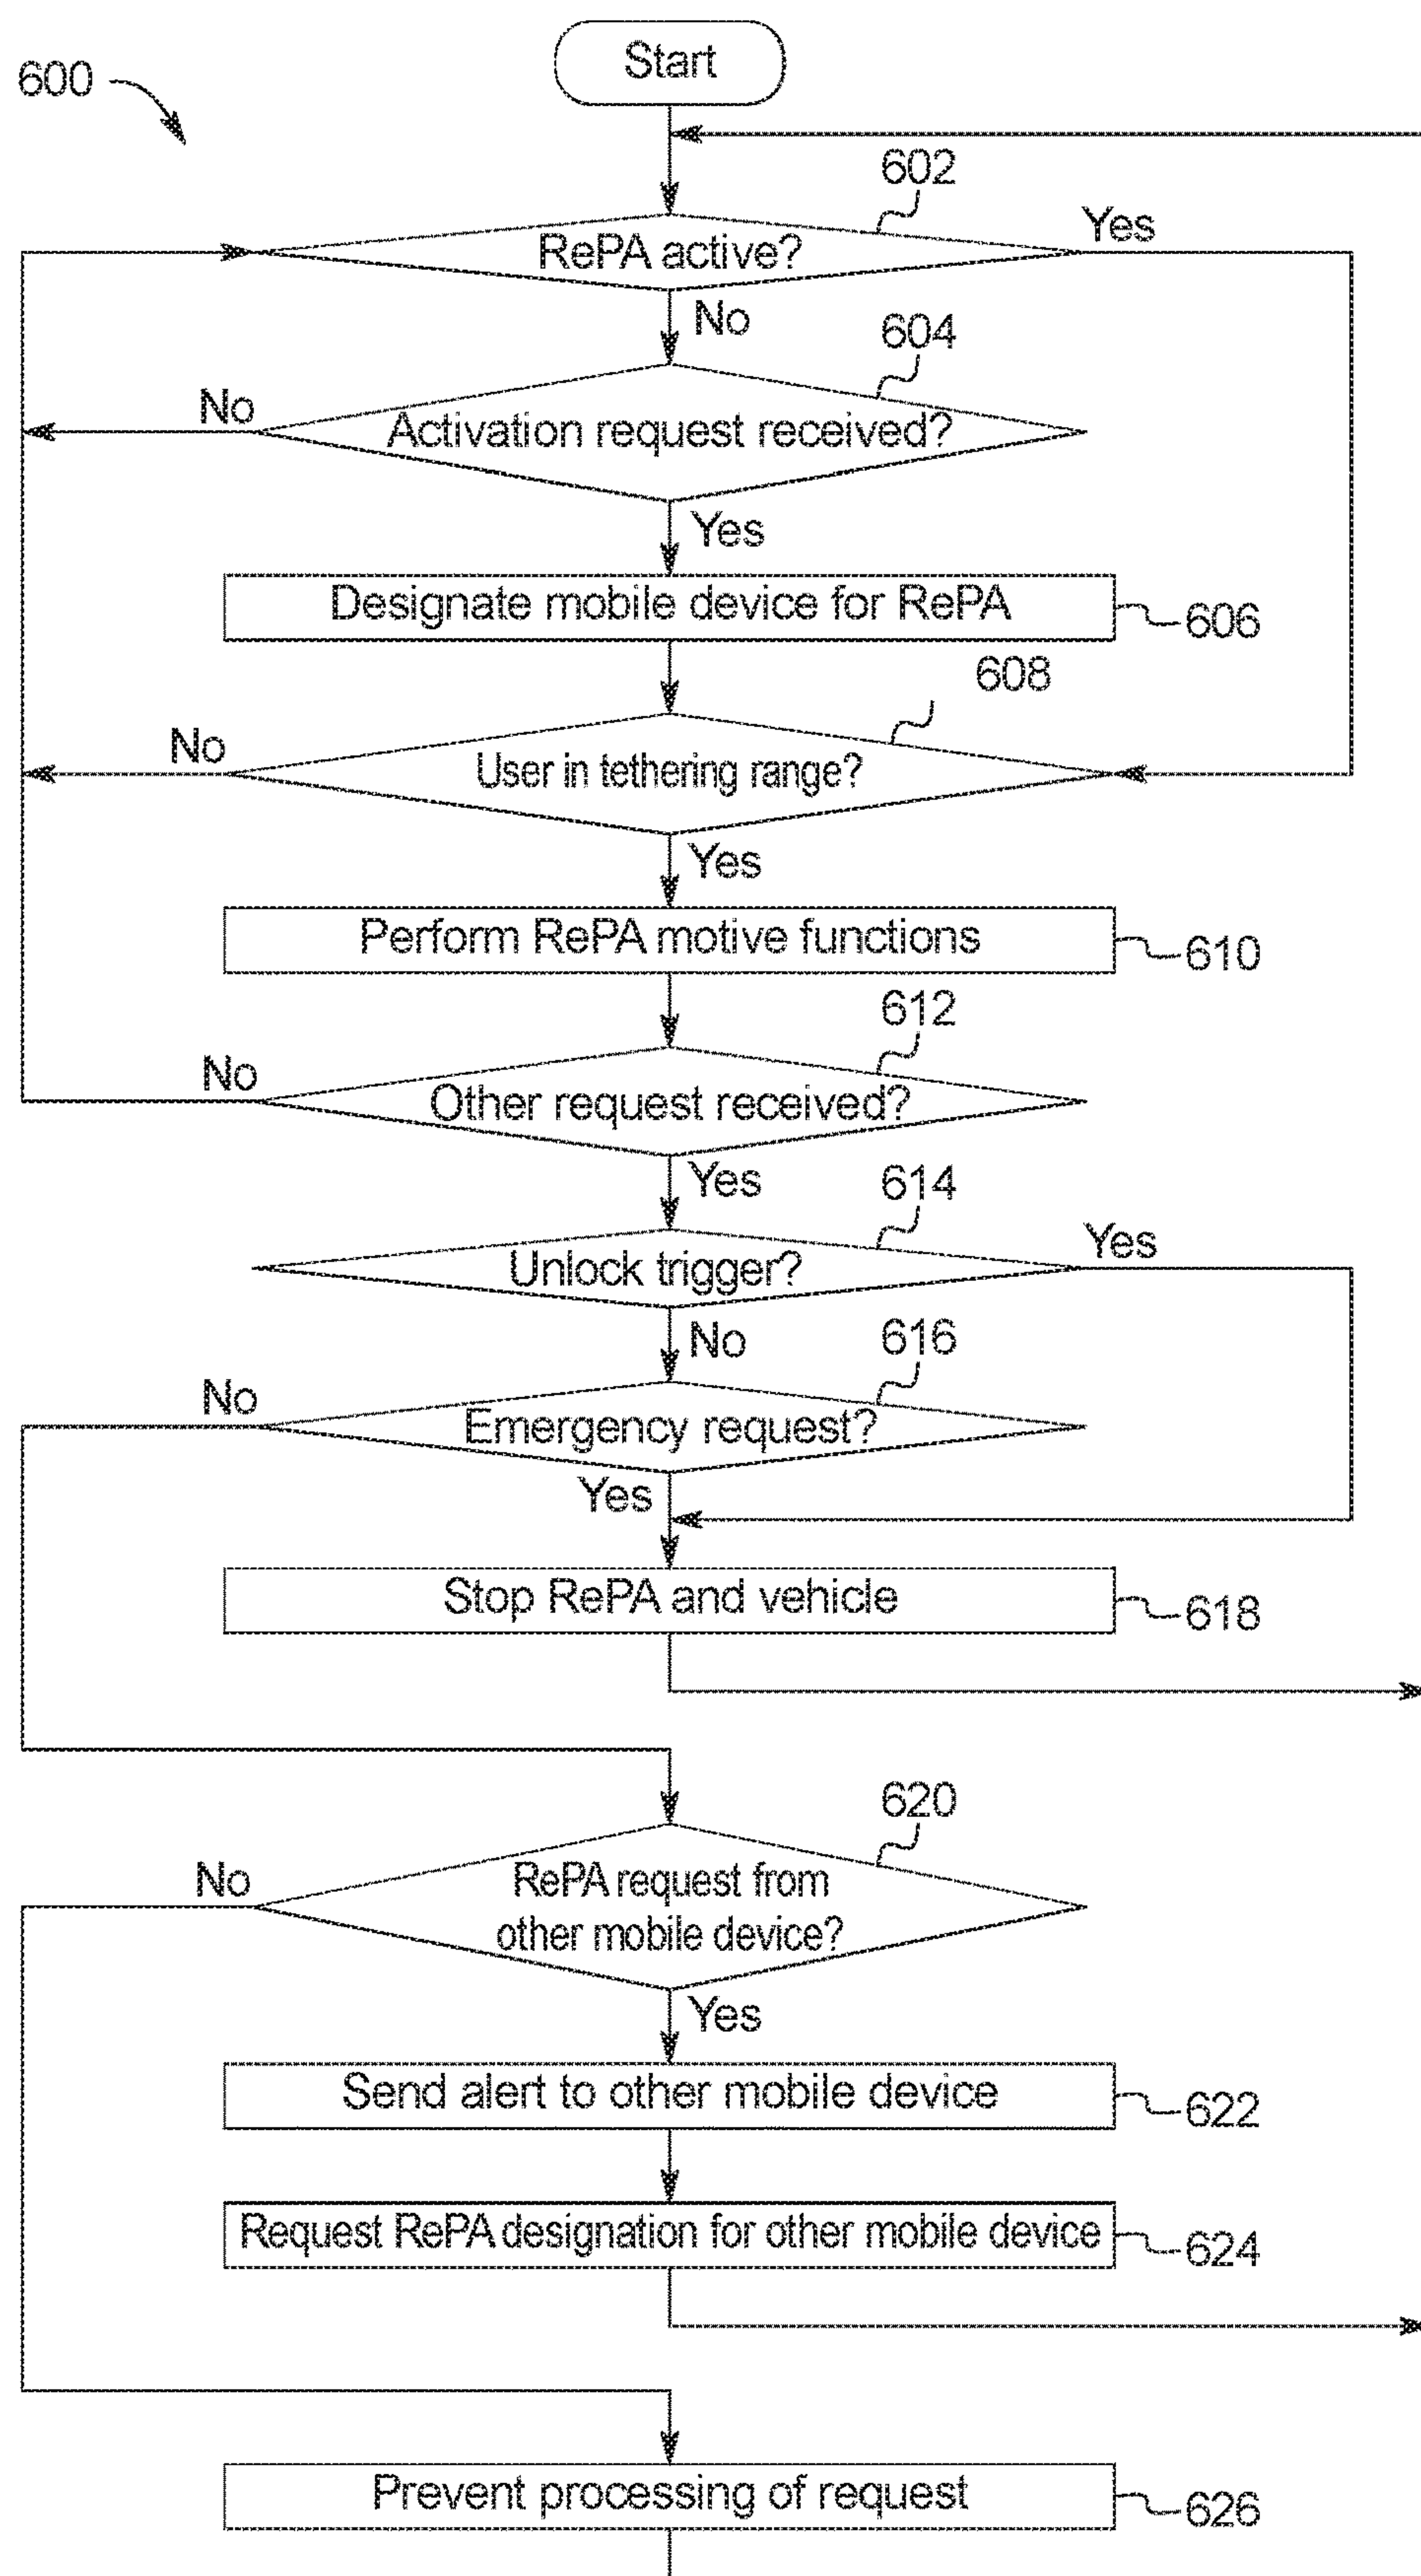 Start
600
602
RePA active?
Yes
No
604
Activation request received?
No
Yes
Designate mobile device for RePA
606
608
User in tethering range?
No
Yes
Perform RePA motive functions
610
612
Other request received?
No
Yes
614
Unlock trigger?
Yes
No
616
Emergency request?
No
Yes
Stop RePA and vehicle
618
620
RePA request from
other mobile device?
No
Yes
Send alert to other mobile device
622
Request RePA designation for other mobile device
624
Prevent processing of request
626